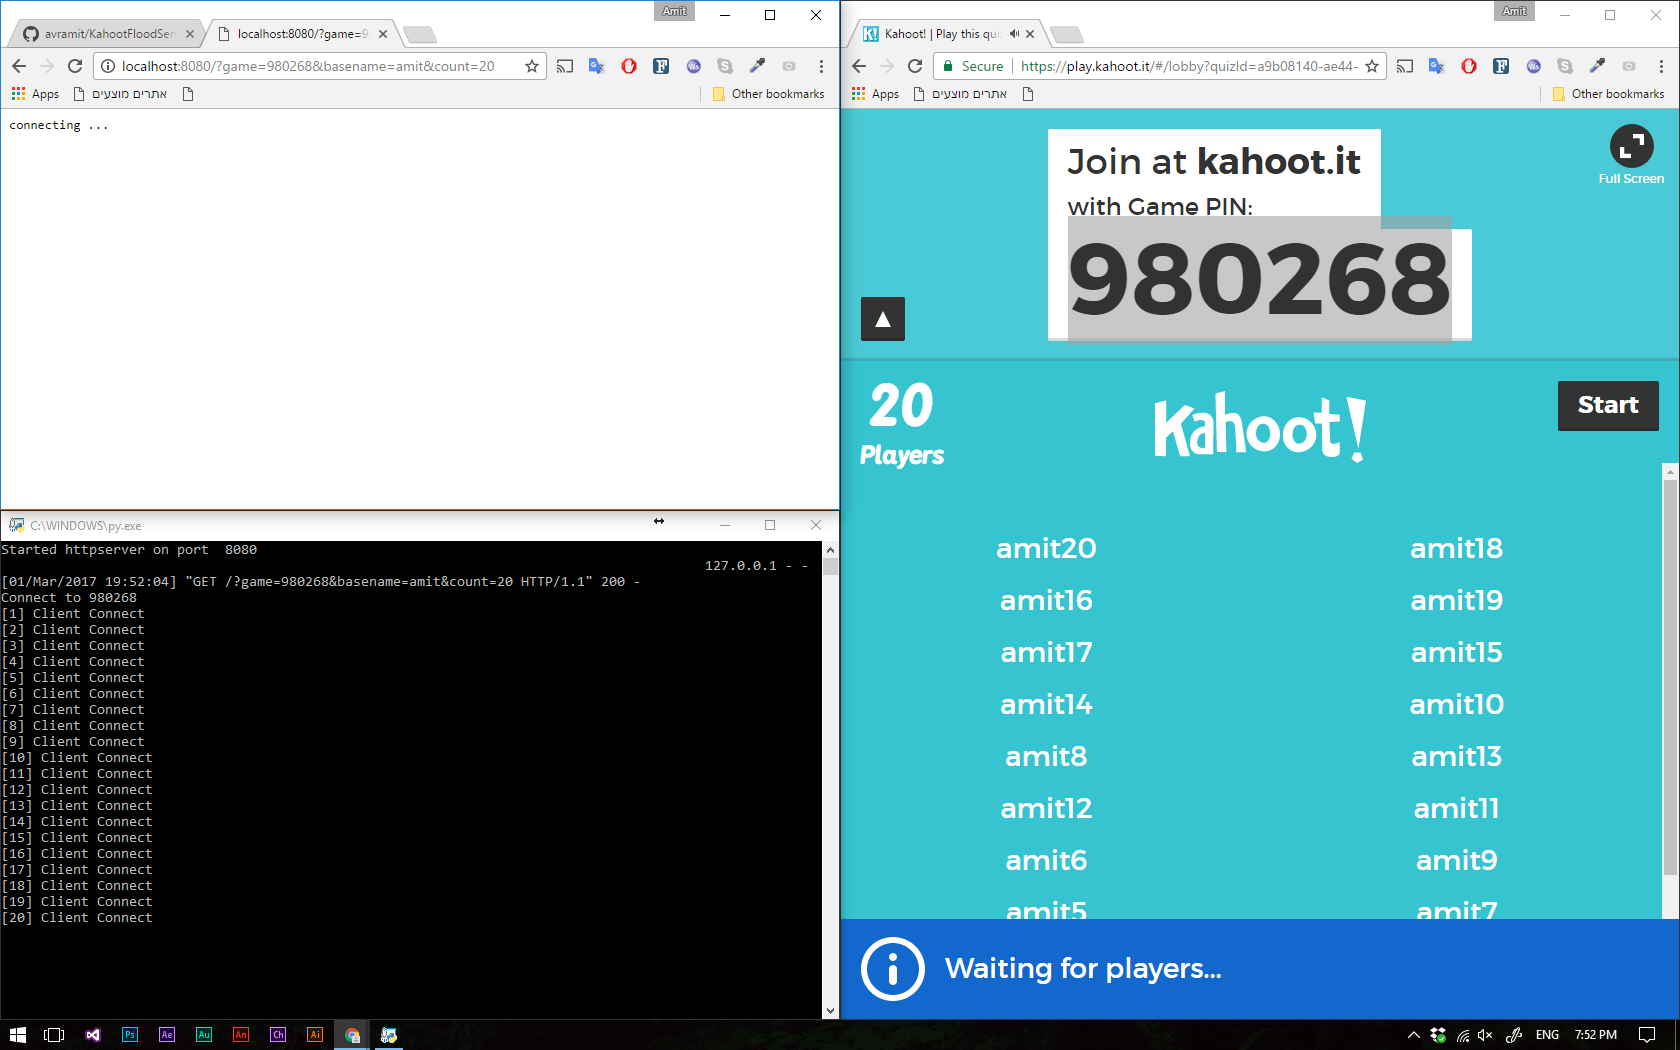 Amit
avramit/KahootFloodSer
localhost:8080/?game=9
localhost:8080/?game=980268&basename=amit&count=20
Apps
אתרים מוצעים
Other bookmarks
connecting ...
C:\WINDOWS\py.exe
Started httpserver on port  8080
127.0.0.1 - -
[01/Mar/2017 19:52:04] "GET /?game=980268&basename=amit&count=20 HTTP/1.1" 200 -
Connect to 980268
[1] Client Connect
[2] Client Connect
[3] Client Connect
[4] Client Connect
[5] Client Connect
[6] Client Connect
[7] Client Connect
[8] Client Connect
[9] Client Connect
[10] Client Connect
[11] Client Connect
[12] Client Connect
[13] Client Connect
[14] Client Connect
[15] Client Connect
[16] Client Connect
[17] Client Connect
[18] Client Connect
[19] Client Connect
[20] Client Connect
Amit
Kahoot! | Play this qui
Secure
https://play.kahoot.it/#/lobby?quizId=a9b08140-ae44-
Apps
אתרים מוצעים
Other bookmarks
Join at kahoot.it
with Game PIN:
980268
Full Screen
20
Players
Kahoot!
Start
amit20 amit18
amit16 amit19
amit17 amit15
amit14 amit10
amit8 amit13
amit12 amit11
amit6 amit9
amit5 amit7
Waiting for players...
Ps Ae Au An Ch Ai
ENG 7:52 PM